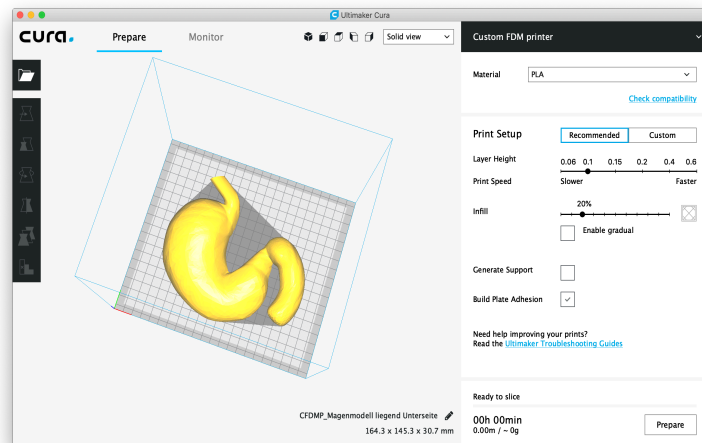 Ultimaker Cura
cura.
Prepare
Monitor
Solid view
Custom FDM printer
Material
PLA
Check compatibility
Print Setup
Recommended
Custom
Layer Height
0.06 0.1 0.15 0.2 0.4 0.6
Print Speed
Slower
Faster
20%
Infill
Enable gradual
Generate Support
Build Plate Adhesion
Need help improving your prints?
Read the Ultimaker Troubleshooting Guides
Ready to slice
CFDMP_Magenmodell liegend Unterseite
164.3 x 145.3 x 30.7 mm
00h 00min
0.00m / ~ 0g
Prepare